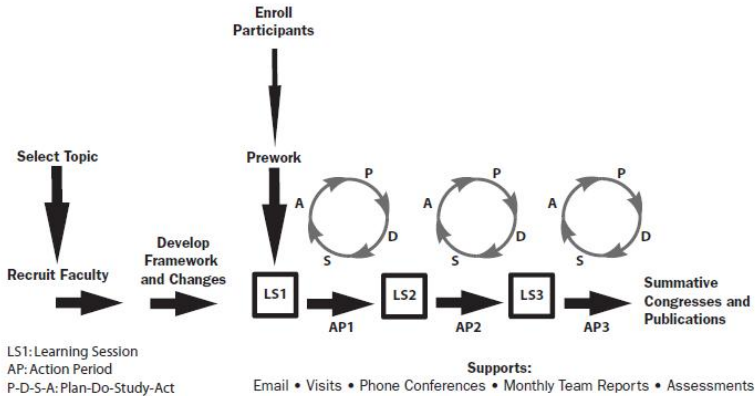 Enroll
Participants
Select Topic
Prework
P
A
D
S
P
A
D
S
P
A
D
S
Recruit Faculty
Develop
Framework
and Changes
LS1
AP1
LS2
AP2
LS3
AP3
Summative
Congresses and
Publications
LS1: Learning Session
AP: Action Period
P-D-S-A: Plan-Do-Study-Act
Supports:
Email • Visits • Phone Conferences • Monthly Team Reports • Assessments